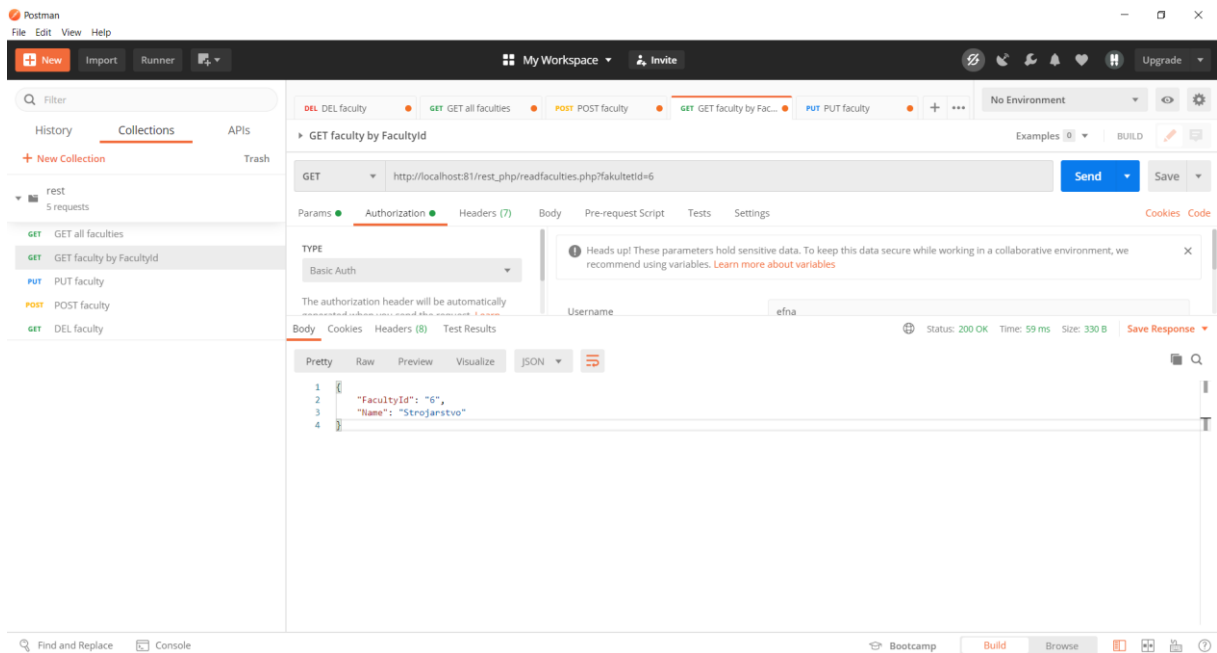 Postman
File Edit View Help
New Import Runner My Workspace Invite Upgrade
Filter
History Collections APIs
+ New Collection Trash
rest
5 requests
GET GET all faculties
GET GET faculty by FacultyId
PUT PUT faculty
POST POST faculty
GET DEL faculty
DEL DEL faculty GET GET all faculties POST POST faculty GET GET faculty by Fac... PUT PUT faculty + ••• No Environment
GET faculty by FacultyId Examples 0 BUILD
GET http://localhost:81/rest_php/readfaculties.php?fakultetId=6 Send Save
Params Authorization Headers (7) Body Pre-request Script Tests Settings Cookies Code
TYPE
Basic Auth
The authorization header will be automatically
Heads up! These parameters hold sensitive data. To keep this data secure while working in a collaborative environment, we
recommend using variables. Learn more about variables
Username efna
Body Cookies Headers (8) Test Results Status: 200 OK Time: 59 ms Size: 330 B Save Response
Pretty Raw Preview Visualize JSON
1 {
2 "FacultyId": "6",
3 "Name": "Strojarstvo"
4 }
Find and Replace Console Bootcamp Build Browse